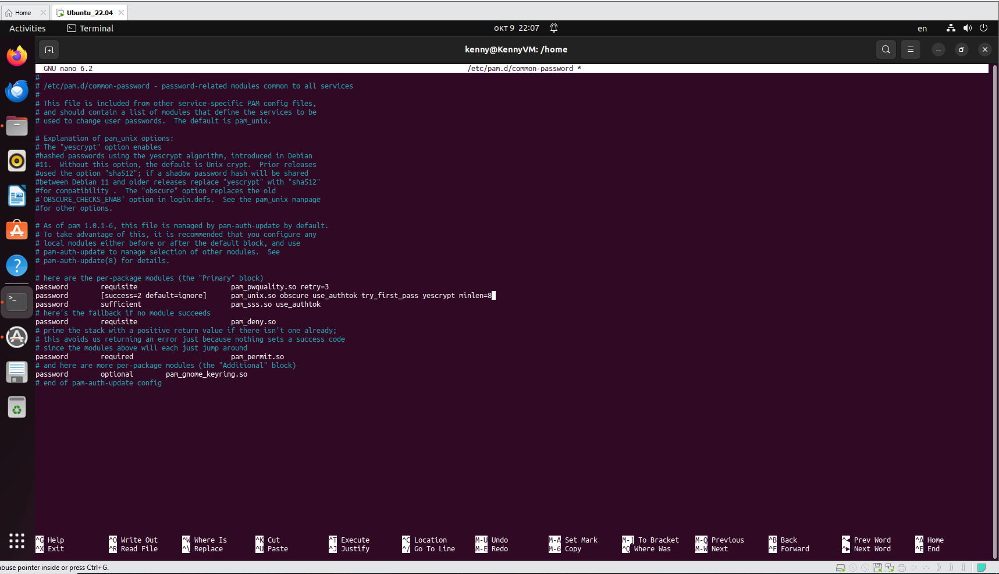 Home
Ubuntu_22.04
Activities
Terminal
окт 9 22:07
en
kenny@KennyVM: /home
GNU nano 6.2 /etc/pam.d/common-password *
#
# /etc/pam.d/common-password - password-related modules common to all services
#
# This file is included from other service-specific PAM config files,
# and should contain a list of modules that define the services to be
# used to change user passwords.  The default is pam_unix.
# Explanation of pam_unix options:
# The "yescrypt" option enables
#hashed passwords using the yescrypt algorithm, introduced in Debian
#11.  Without this option, the default is Unix crypt.  Prior releases
#used the option "sha512"; if a shadow password hash will be shared
#between Debian 11 and older releases replace "yescrypt" with "sha512"
#for compatibility .  The "obscure" option replaces the old
#`OBSCURE_CHECKS_ENAB' option in login.defs.  See the pam_unix manpage
#for other options.
# As of pam 1.0.1-6, this file is managed by pam-auth-update by default.
# To take advantage of this, it is recommended that you configure any
# local modules either before or after the default block, and use
# pam-auth-update to manage selection of other modules.  See
# pam-auth-update(8) for details.
# here are the per-package modules (the "Primary" block)
password requisite pam_pwquality.so retry=3
password [success=2 default=ignore] pam_unix.so obscure use_authtok try_first_pass yescrypt minlen=8
password sufficient pam_sss.so use_authtok
# here's the fallback if no module succeeds
password requisite pam_deny.so
# prime the stack with a positive return value if there isn't one already;
# this avoids us returning an error just because nothing sets a success code
# since the modules above will each just jump around
password required pam_permit.so
# and here are more per-package modules (the "Additional" block)
password optional pam_gnome_keyring.so
# end of pam-auth-update config
^G Help ^O Write Out ^W Where Is ^K Cut ^T Execute ^C Location M-U Undo M-A Set Mark M-] To Bracket M-Q Previous ^B Back ^◂ Prev Word ^A Home
^X Exit ^R Read File ^\ Replace ^U Paste ^J Justify ^/ Go To Line M-E Redo M-6 Copy ^Q Where Was M-W Next ^F Forward ^▸ Next Word ^E End
ouse pointer inside or press Ctrl+G.